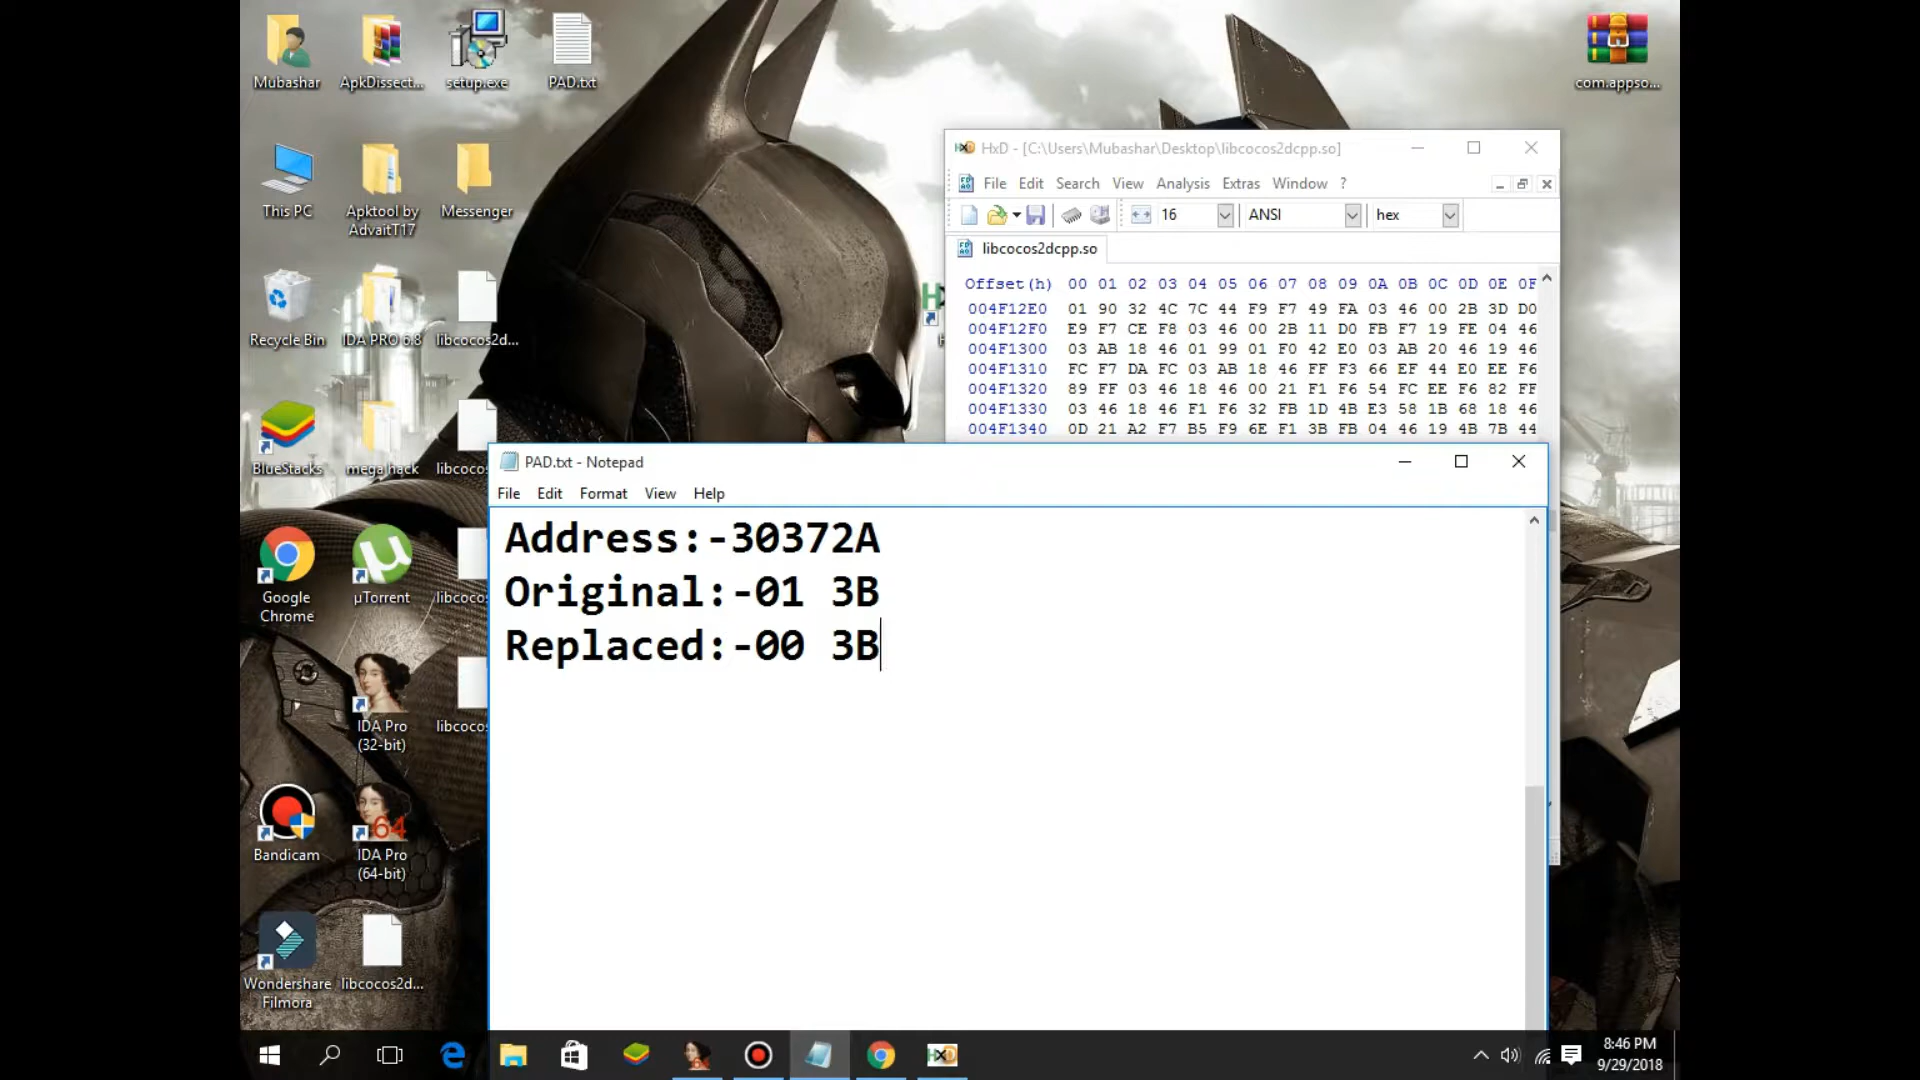 Mubashar
ApkDissect...
setup.exe
PAD.txt
com.appso...
This PC
Apktool by
AdvaitT17
Messenger
Recycle Bin
IDA PRO 6.8
libcocos2d...
BlueStacks
mega hack
libcocos
Google
Chrome
µTorrent
libcocos
IDA Pro
(32-bit)
libcocos
Bandicam
64
IDA Pro
(64-bit)
Wondershare
Filmora
libcocos2d...
HxD - [C:\Users\Mubashar\Desktop\libcocos2dcpp.so]
File Edit Search View Analysis Extras Window ?
16 ANSI hex
libcocos2dcpp.so
Offset(h) 00 01 02 03 04 05 06 07 08 09 0A 0B 0C 0D 0E 0F
004F12E0 01 90 32 4C 7C 44 F9 F7 49 FA 03 46 00 2B 3D D0
004F12F0 E9 F7 CE F8 03 46 00 2B 11 D0 FB F7 19 FE 04 46
004F1300 03 AB 18 46 01 99 01 F0 42 E0 03 AB 20 46 19 46
004F1310 FC F7 DA FC 03 AB 18 46 FF F3 66 EF 44 E0 EE F6
004F1320 89 FF 03 46 18 46 00 21 F1 F6 54 FC EE F6 82 FF
004F1330 03 46 18 46 F1 F6 32 FB 1D 4B E3 58 1B 68 18 46
004F1340 0D 21 A2 F7 B5 F9 6E F1 3B FB 04 46 19 4B 7B 44
PAD.txt - Notepad
File Edit Format View Help
Address:-30372A
Original:-01 3B
Replaced:-00 3B
8:46 PM
9/29/2018